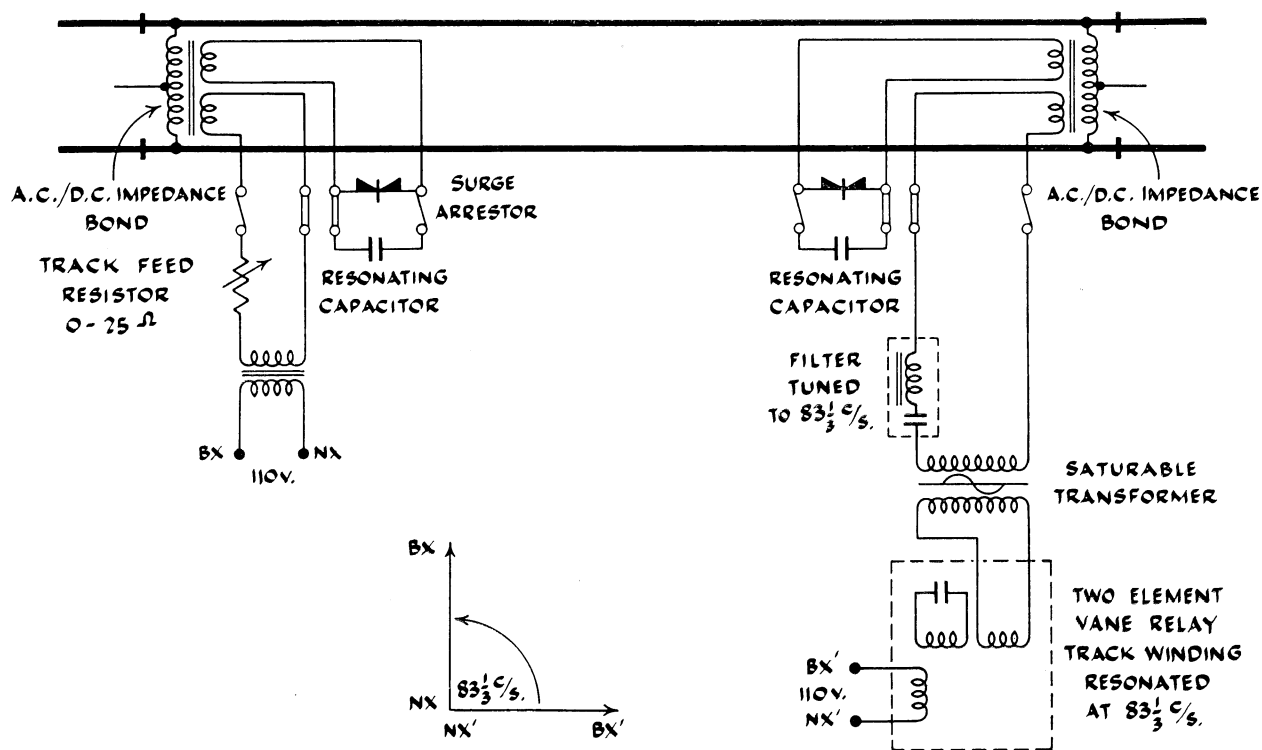 A.C./D.C. IMPEDANCE
BOND
SURGE
ARRESTOR
A.C./D.C. IMPEDANCE
BOND
TRACK FEED
RESISTOR
0-25 Ω
RESONATING
CAPACITOR
RESONATING
CAPACITOR
FILTER
TUNED
TO 83⅓ C/S.
BX
NX
110V.
SATURABLE
TRANSFORMER
BX
NX
83⅓ C/S.
NX'
BX'
TWO ELEMENT
VANE RELAY
TRACK WINDING
RESONATED
AT 83⅓ C/S.
BX'
110V.
NX'